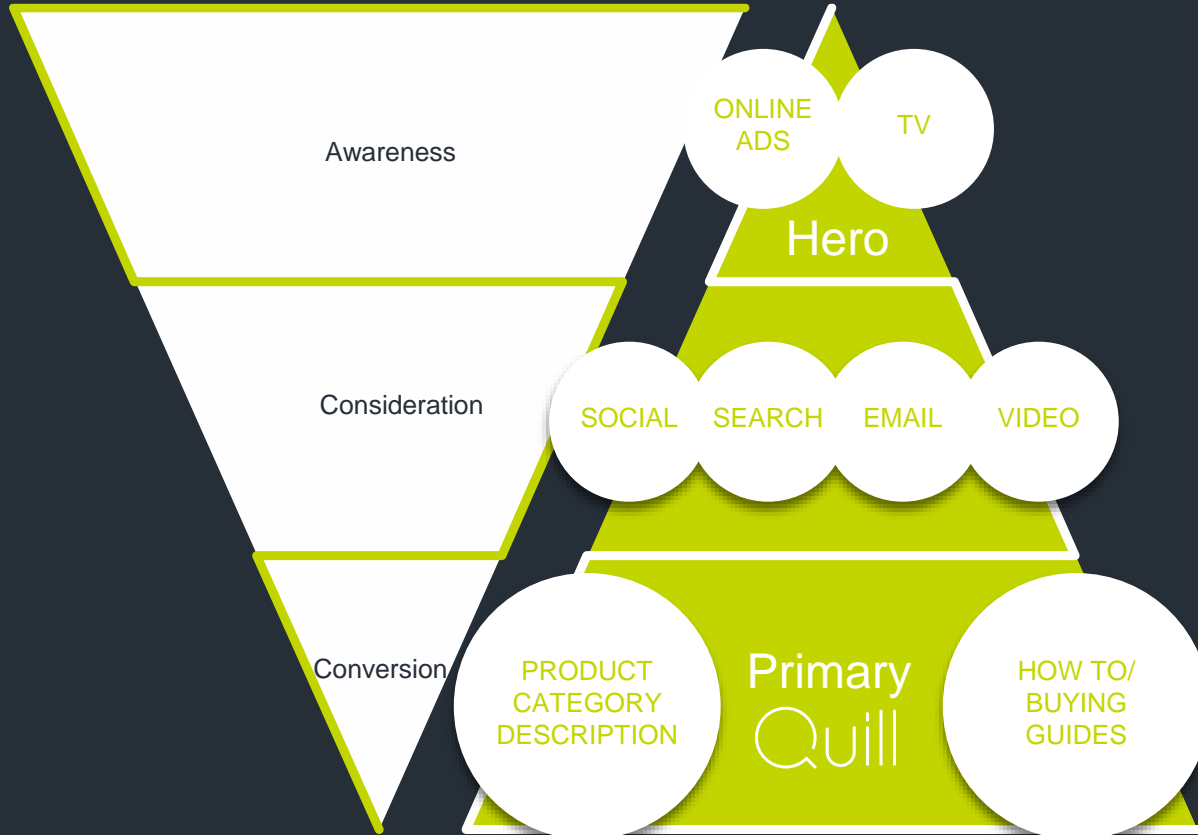 Awareness
ONLINE
ADS
TV
Hero
Consideration
SOCIAL
SEARCH
EMAIL
VIDEO
Conversion
PRODUCT
CATEGORY
DESCRIPTION
Primary
Quill
HOW TO/
BUYING
GUIDES